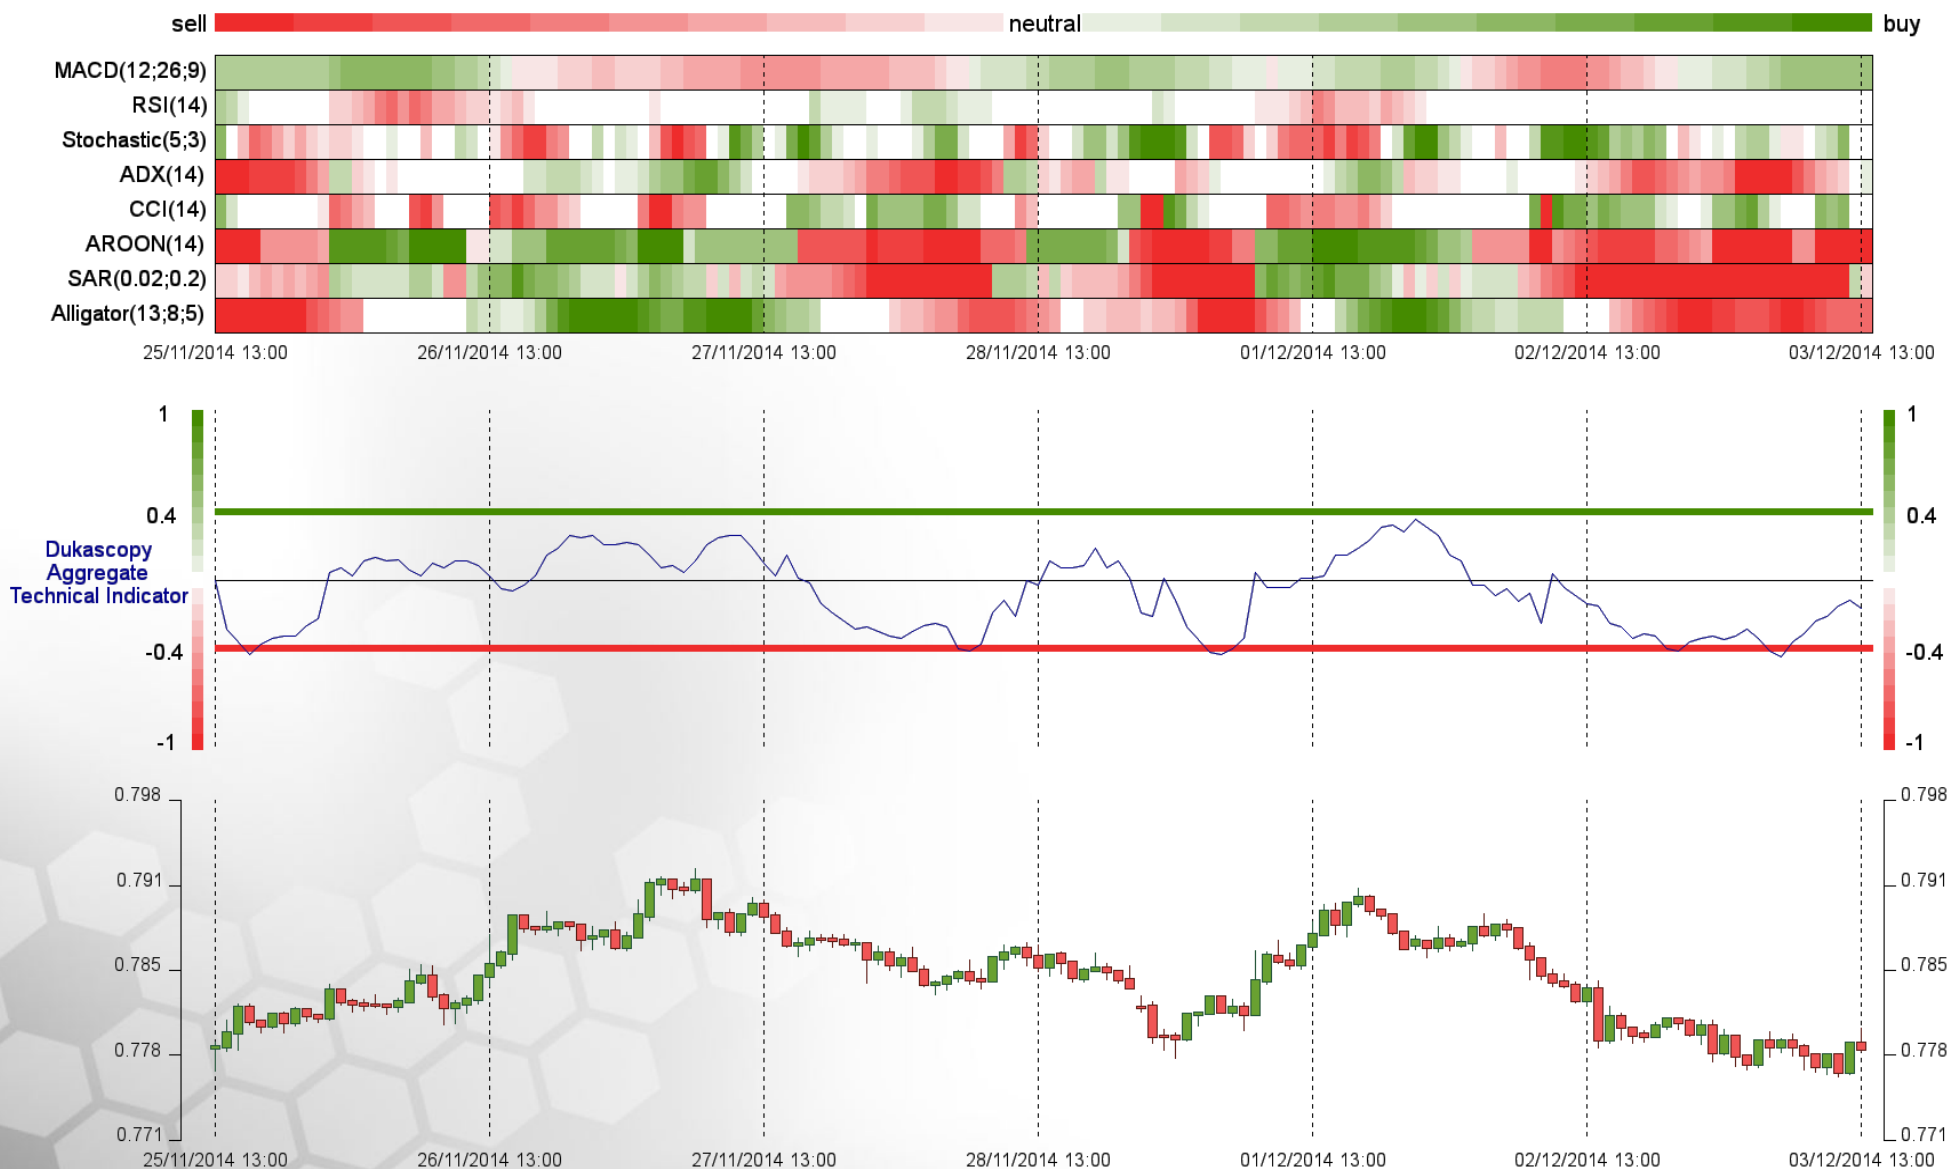 sell neutral buy
MACD(12;26;9)
RSI(14)
Stochastic(5;3)
ADX(14)
CCI(14)
AROON(14)
SAR(0.02;0.2)
Alligator(13;8;5)
25/11/2014 13:00 26/11/2014 13:00 27/11/2014 13:00 28/11/2014 13:00 01/12/2014 13:00 02/12/2014 13:00 03/12/2014 13:00
1 1
0.4 0.4
Dukascopy
Aggregate
Technical Indicator
-0.4 -0.4
-1 -1
0.798 0.798
0.791 0.791
0.785 0.785
0.778 0.778
0.771 0.771
25/11/2014 13:00 26/11/2014 13:00 27/11/2014 13:00 28/11/2014 13:00 01/12/2014 13:00 02/12/2014 13:00 03/12/2014 13:00